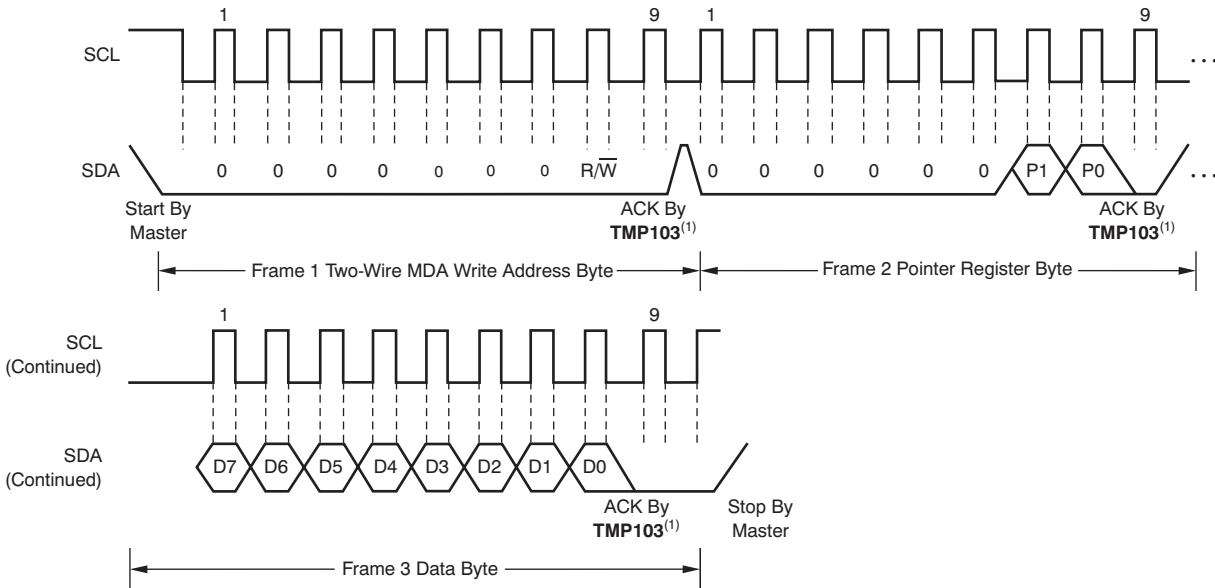 1 9 1 9
SCL
...
SDA 0 0 0 0 0 0 0 R/W̅ 0 0 0 0 0 0 P1 P0 ...
Start By
Master
ACK By
TMP103(1)
ACK By
TMP103(1)
Frame 1 Two-Wire MDA Write Address Byte
Frame 2 Pointer Register Byte
1 9
SCL
(Continued)
SDA
(Continued)
D7 D6 D5 D4 D3 D2 D1 D0
ACK By
TMP103(1)
Stop By
Master
Frame 3 Data Byte